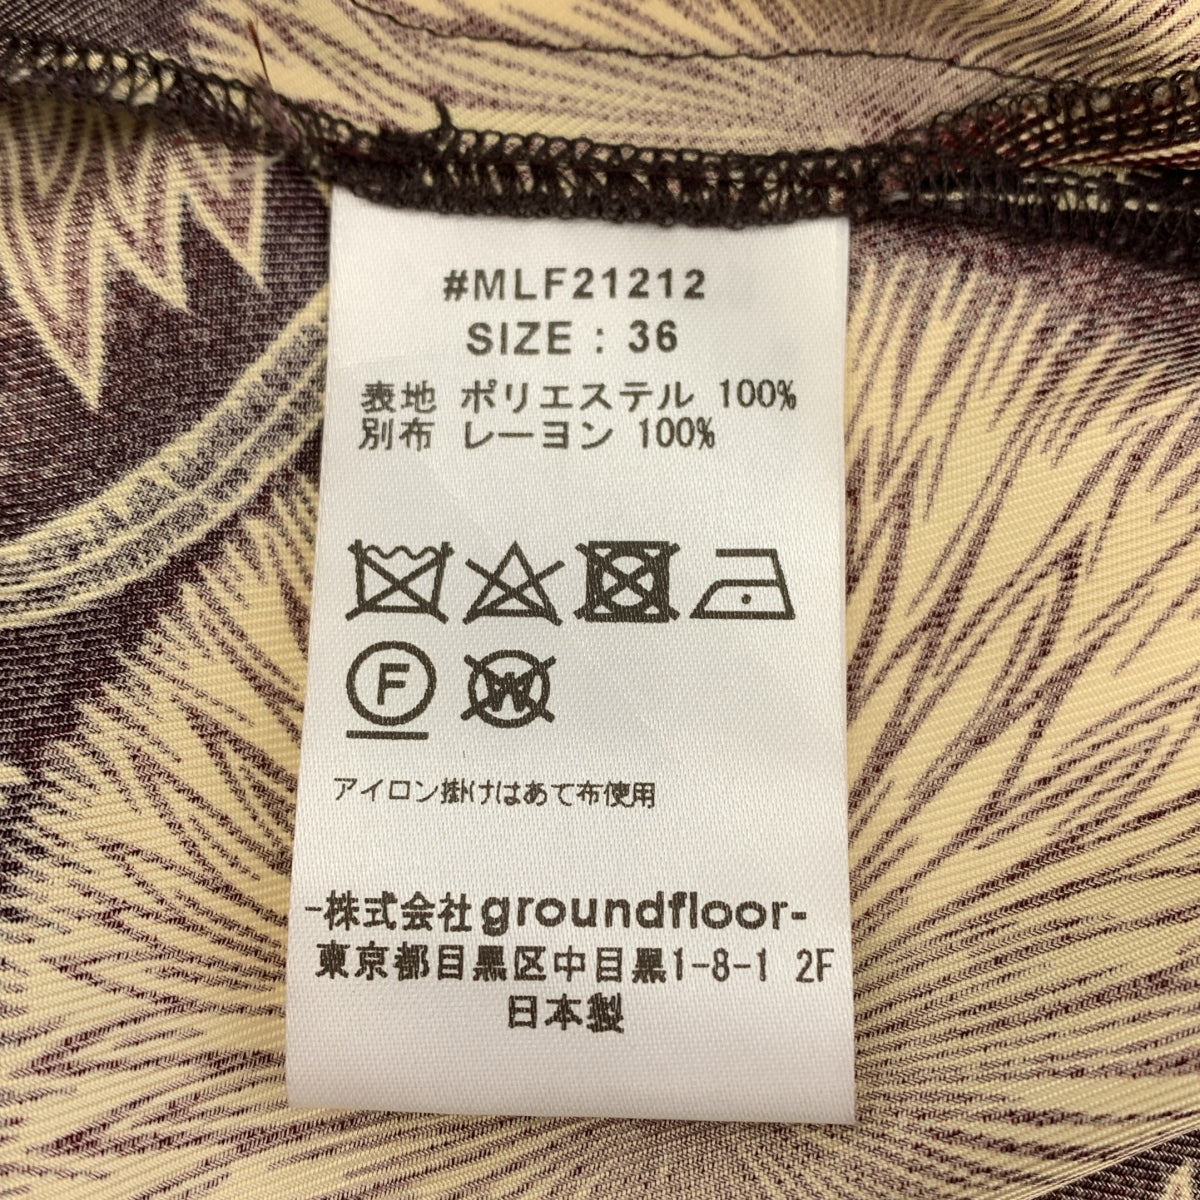 #MLF21212
SIZE : 36
表地 ポリエステル 100%
別布 レーヨン 100%
F W
アイロン掛けはあて布使用
-株式会社groundfloor-
東京都目黒区中目黒1-8-1 2F
日本製